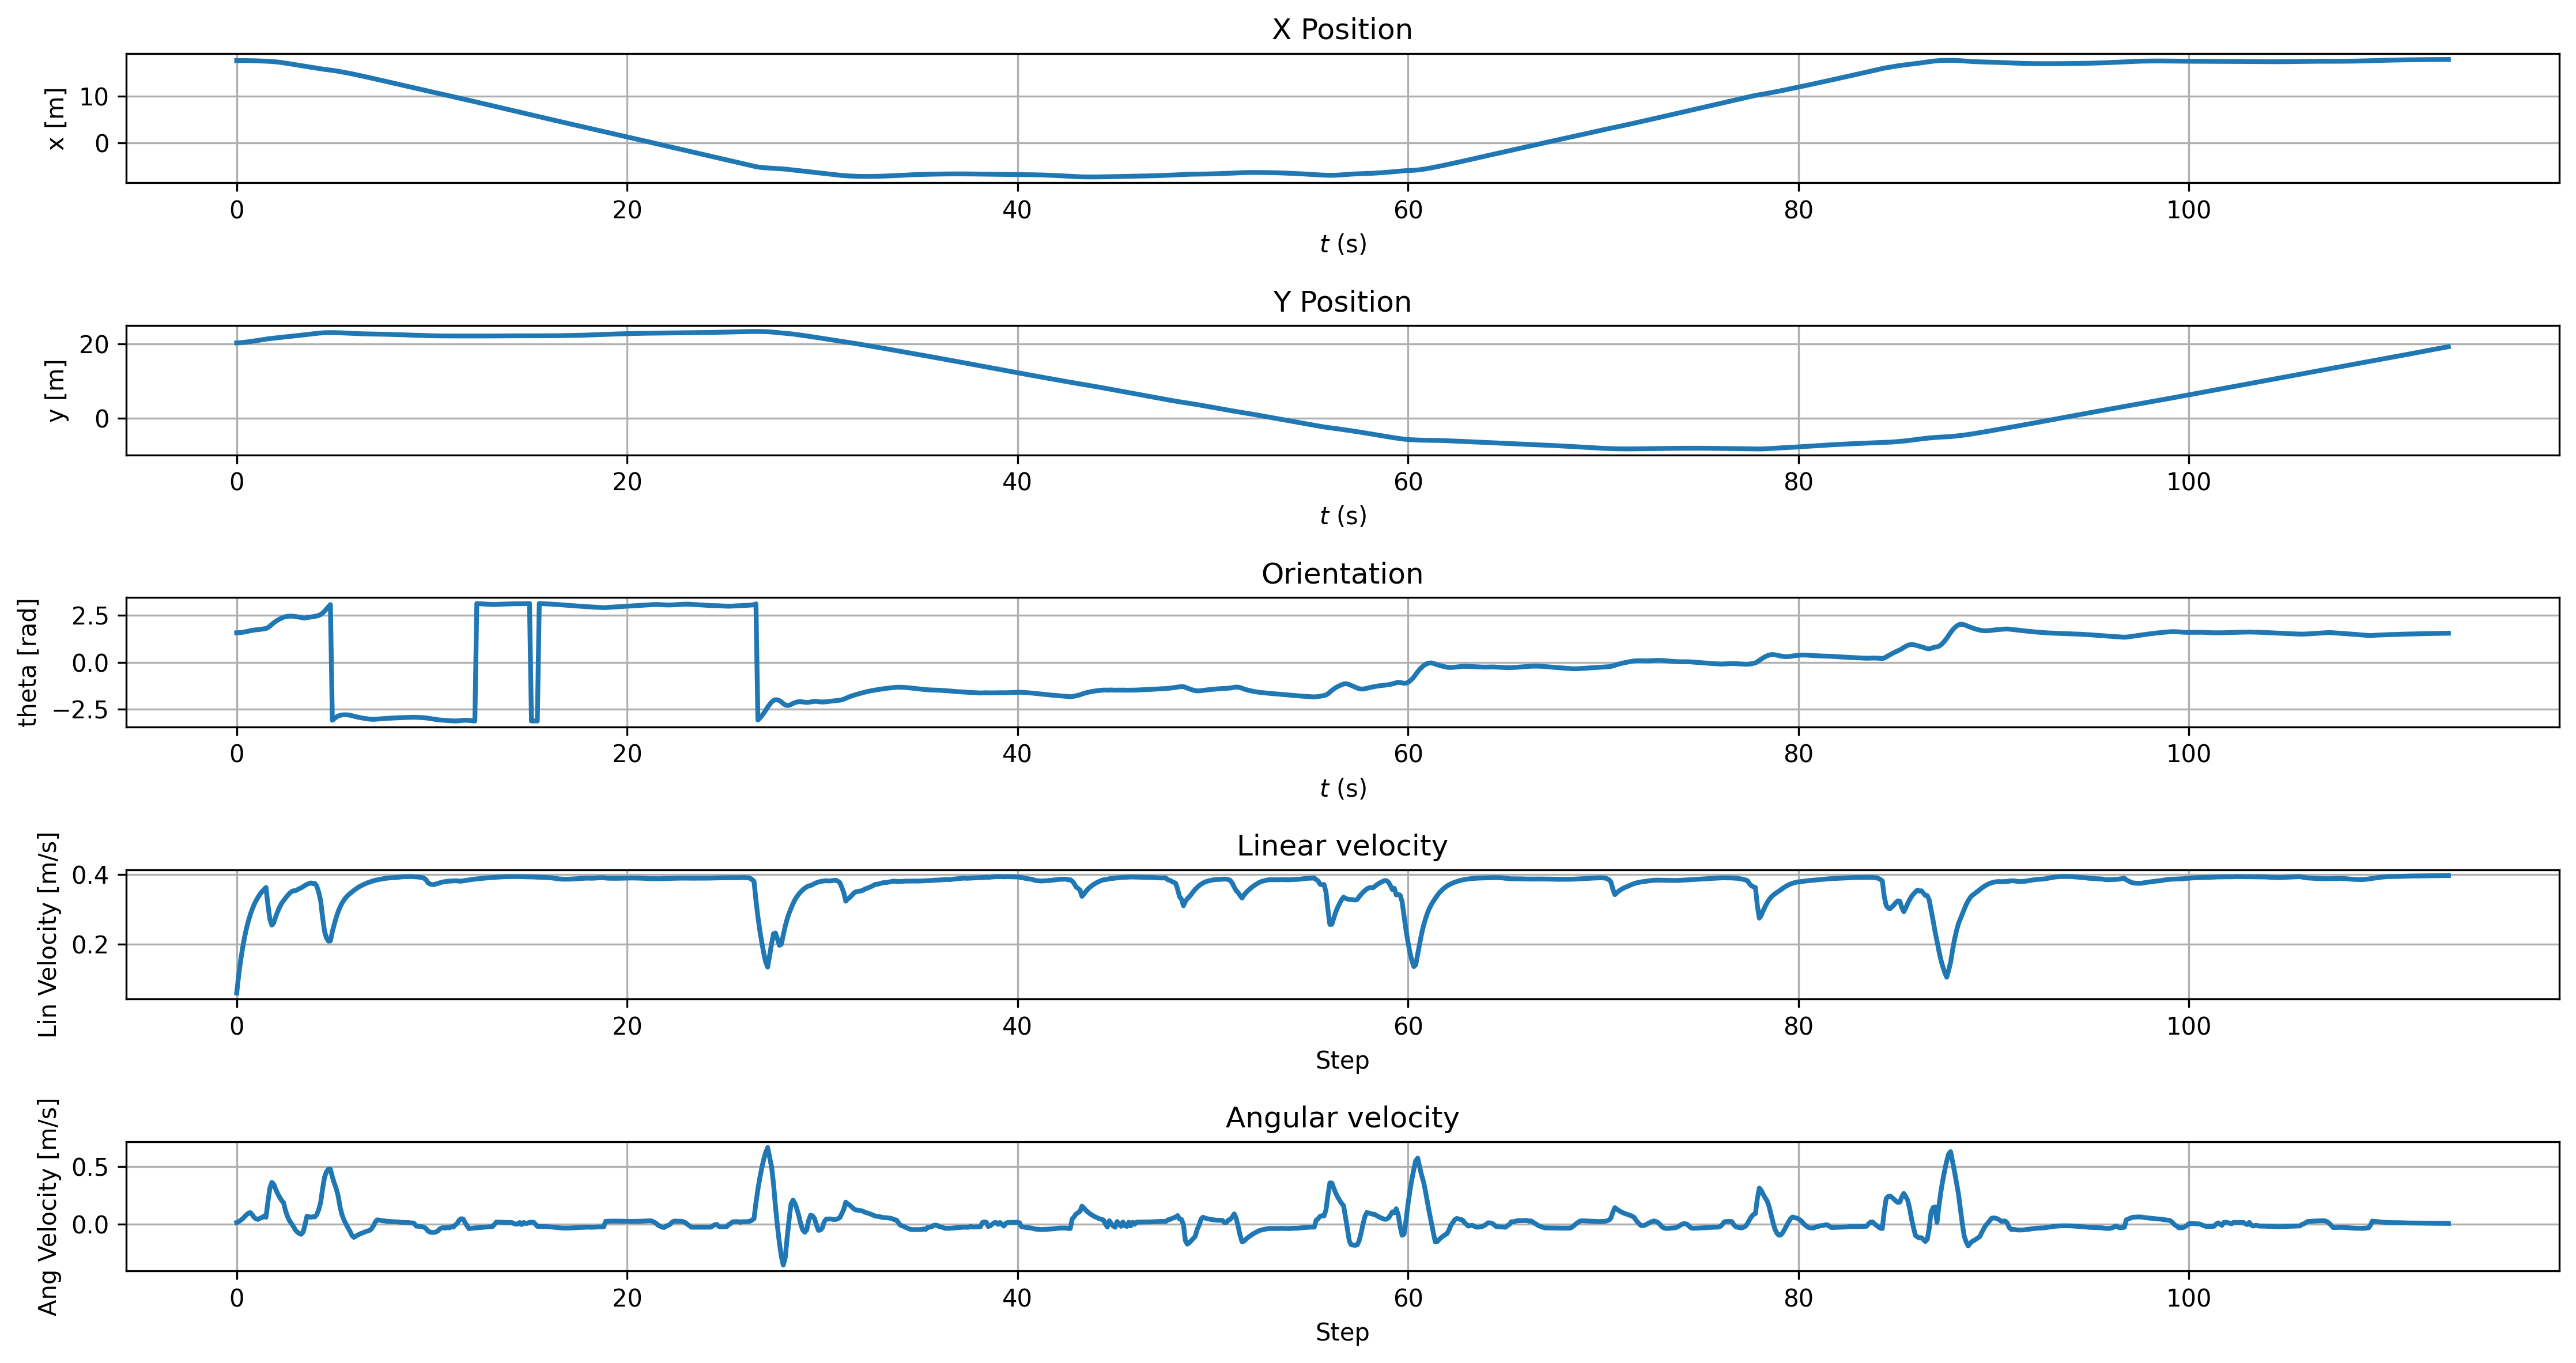 X Position
x [m]
10
0
0 20 40 60 80 100
t (s)
Y Position
y [m]
20
0
0 20 40 60 80 100
t (s)
Orientation
theta [rad]
2.5
0.0
−2.5
0 20 40 60 80 100
t (s)
Linear velocity
Lin Velocity [m/s]
0.4
0.2
0 20 40 60 80 100
Step
Angular velocity
Ang Velocity [m/s]
0.5
0.0
0 20 40 60 80 100
Step